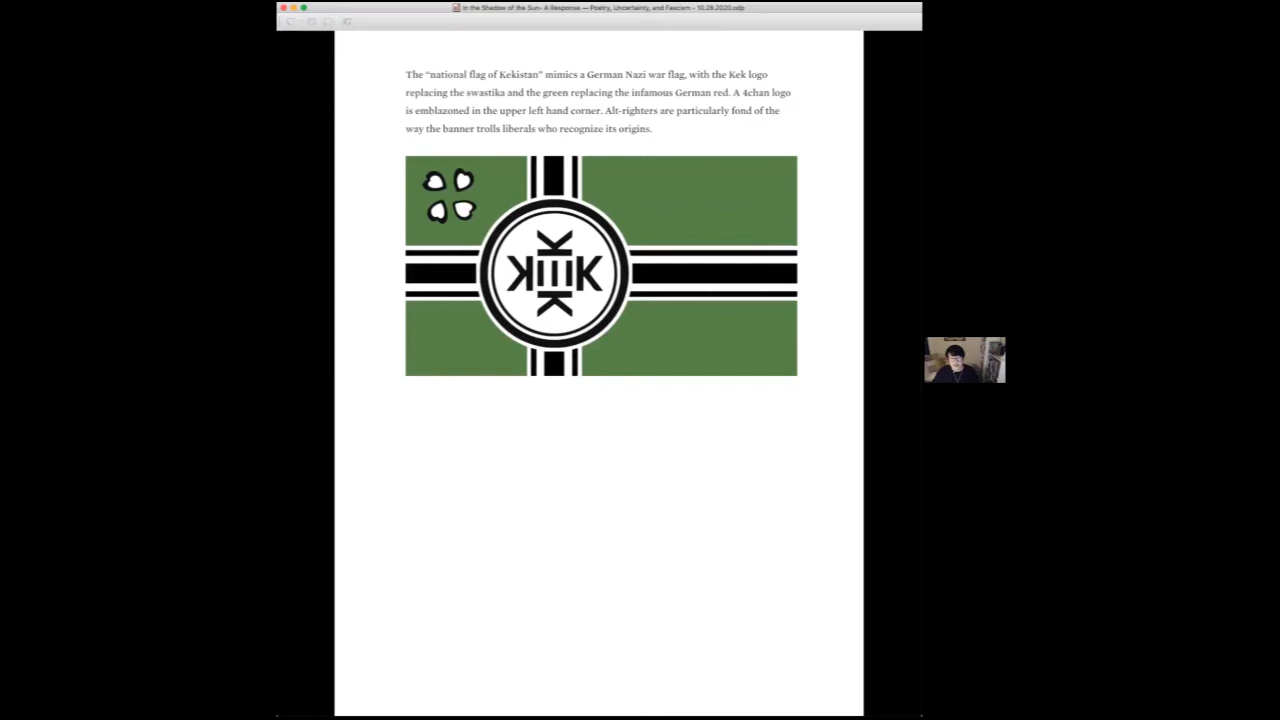 In the Shadow of the Sun- A Response — Poetry, Uncertainty, and Fascism - 10.28.2020.odp
The “national flag of Kekistan” mimics a German Nazi war flag, with the Kek logo
replacing the swastika and the green replacing the infamous German red. A 4chan logo
is emblazoned in the upper left hand corner. Alt-righters are particularly fond of the
way the banner trolls liberals who recognize its origins.
K
K III K
K